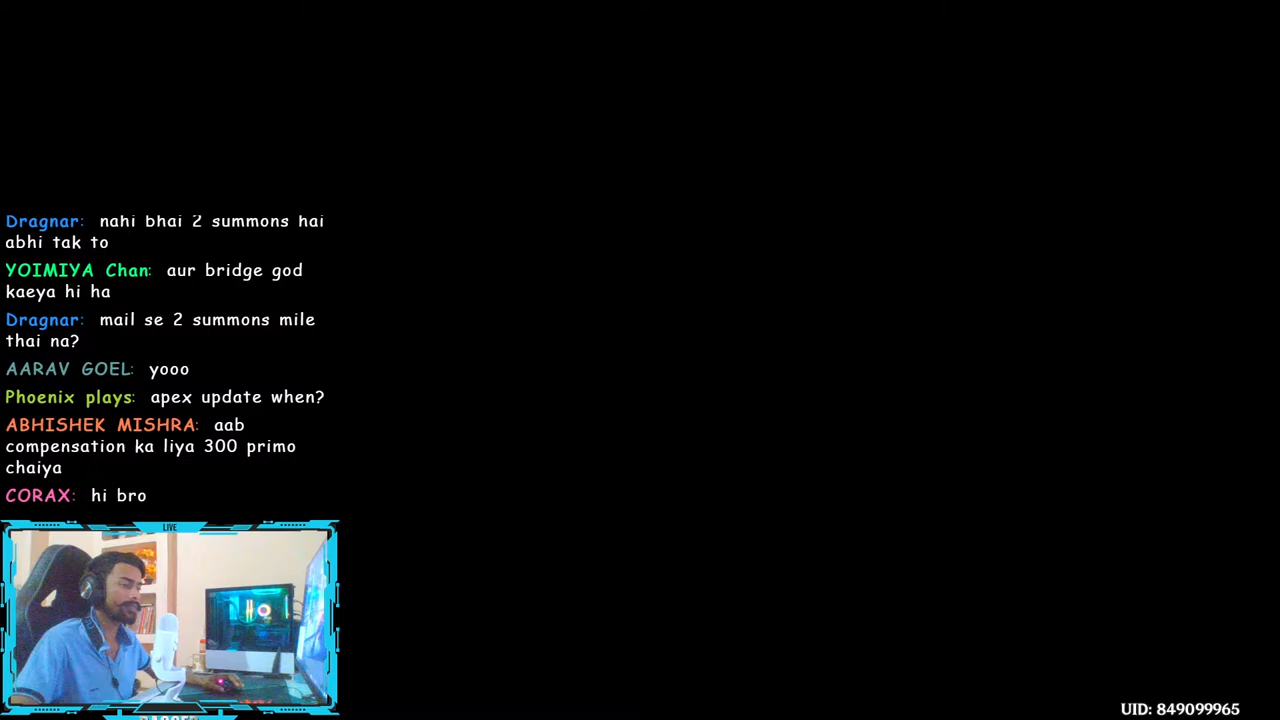 Dragnar: nahi bhai 2 summons hai
abhi tak to
YOIMIYA Chan: aur bridge god
kaeya hi ha
Dragnar: mail se 2 summons mile
thai na?
AARAV GOEL: yooo
Phoenix plays: apex update when?
ABHISHEK MISHRA: aab
compensation ka liya 300 primo
chaiya
CORAX: hi bro
LIVE
UID: 849099965